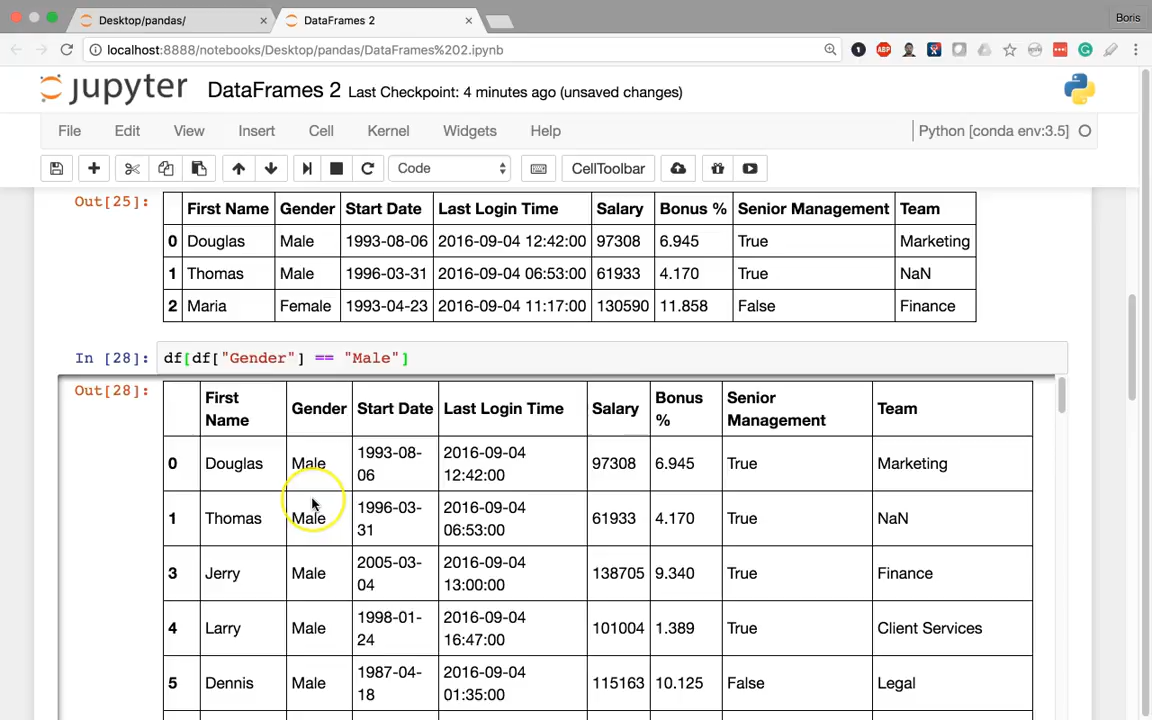 Desktop/pandas/ × DataFrames 2 × Boris
localhost:8888/notebooks/Desktop/pandas/DataFrames%202.ipynb
jupyter DataFrames 2 Last Checkpoint: 4 minutes ago (unsaved changes)
File Edit View Insert Cell Kernel Widgets Help Python [conda env:3.5]
Code CellToolbar
Out[25]:
First Name Gender Start Date Last Login Time Salary Bonus % Senior Management Team
0 Douglas Male 1993-08-06 2016-09-04 12:42:00 97308 6.945 True Marketing
1 Thomas Male 1996-03-31 2016-09-04 06:53:00 61933 4.170 True NaN
2 Maria Female 1993-04-23 2016-09-04 11:17:00 130590 11.858 False Finance
In [28]: df[df["Gender"] == "Male"]
Out[28]:
First Gender Start Date Last Login Time Salary Bonus Senior Team
Name % Management
0 Douglas Male 1993-08- 2016-09-04 97308 6.945 True Marketing
06 12:42:00
1 Thomas Male 1996-03- 2016-09-04 61933 4.170 True NaN
31 06:53:00
3 Jerry Male 2005-03- 2016-09-04 138705 9.340 True Finance
04 13:00:00
4 Larry Male 1998-01- 2016-09-04 101004 1.389 True Client Services
24 16:47:00
5 Dennis Male 1987-04- 2016-09-04 115163 10.125 False Legal
18 01:35:00